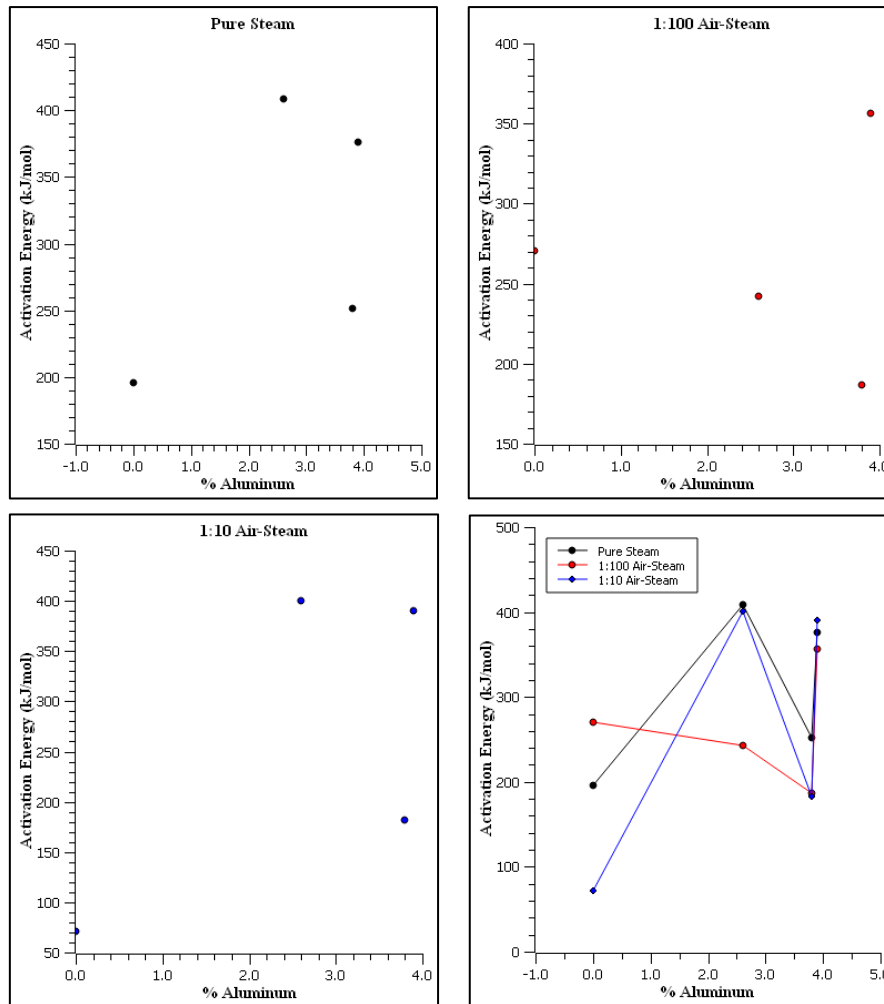 Pure Steam
450
400
350
300
250
200
150
Activation Energy (kJ/mol)
-1.0 0.0 1.0 2.0 3.0 4.0 5.0
% Aluminum
1:100 Air-Steam
400
350
300
250
200
150
Activation Energy (kJ/mol)
0.0 1.0 2.0 3.0 4.0
% Aluminum
1:10 Air-Steam
450
400
350
300
250
200
150
100
50
Activation Energy (kJ/mol)
0.0 1.0 2.0 3.0 4.0
% Aluminum
500
400
300
200
100
0
Activation Energy (kJ/mol)
Pure Steam
1:100 Air-Steam
1:10 Air-Steam
-1.0 0.0 1.0 2.0 3.0 4.0 5.0
% Aluminum